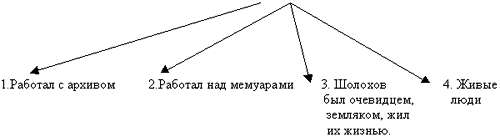 1.Работал с архивом
2.Работал над мемуарами
3. Шолохов
был очевидцем,
земляком, жил
их жизнью.
4. Живые
люди